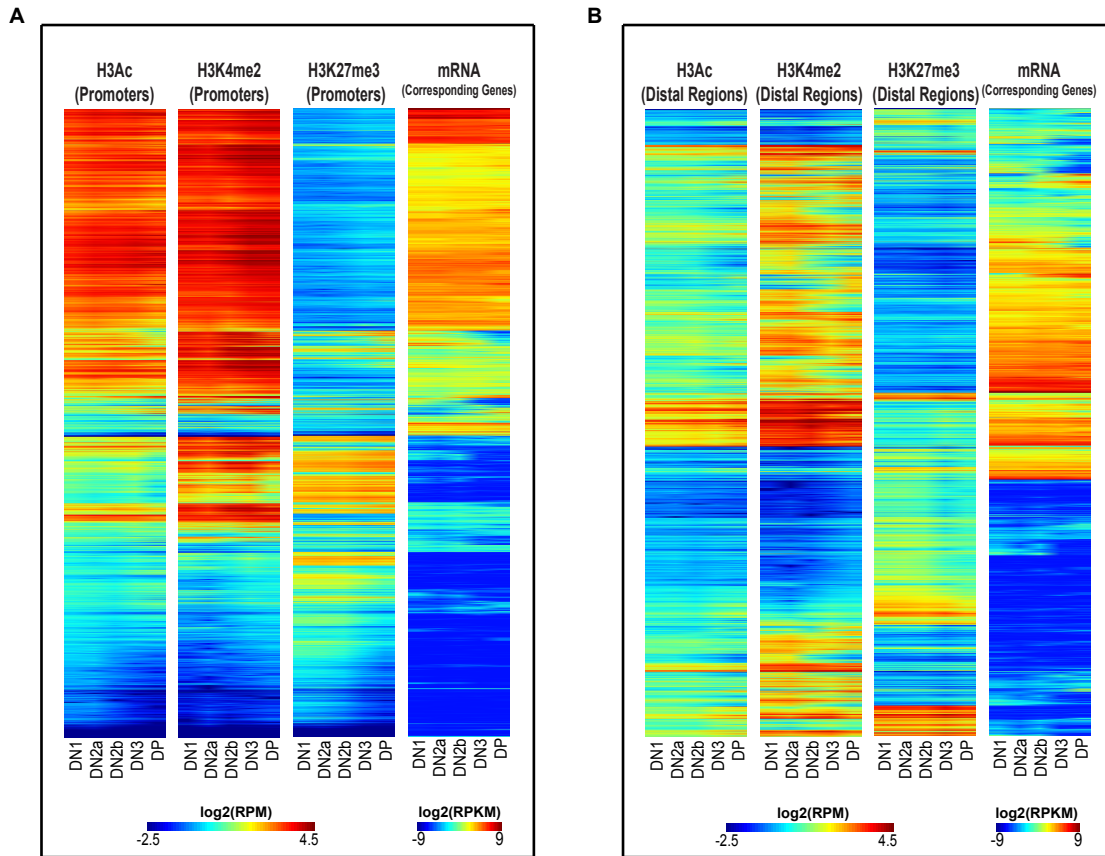 A
H3Ac
(Promoters)
H3K4me2
(Promoters)
H3K27me3
(Promoters)
mRNA
(Corresponding Genes)
DN1
DN2a
DN2b
DN3
DP
DN1
DN2a
DN2b
DN3
DP
DN1
DN2a
DN2b
DN3
DP
DN1
DN2a
DN2b
DN3
DP
log2(RPM)
-2.5 4.5
log2(RPKM)
-9 9
B
H3Ac
(Distal Regions)
H3K4me2
(Distal Regions)
H3K27me3
(Distal Regions)
mRNA
(Corresponding Genes)
DN1
DN2a
DN2b
DN3
DP
DN1
DN2a
DN2b
DN3
DP
DN1
DN2a
DN2b
DN3
DP
DN1
DN2a
DN2b
DN3
DP
log2(RPM)
-2.5 4.5
log2(RPKM)
-9 9